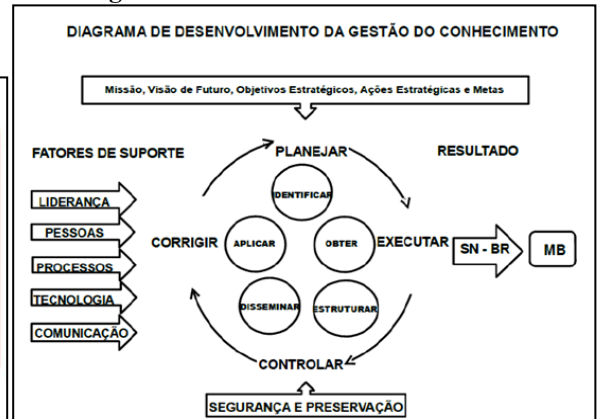 DIAGRAMA DE DESENVOLVIMENTO DA GESTÃO DO CONHECIMENTO
Missão, Visão de Futuro, Objetivos Estratégicos, Ações Estratégicas e Metas
FATORES DE SUPORTE
PLANEJAR
RESULTADO
IDENTIFICAR
LIDERANÇA
PESSOAS
PROCESSOS
TECNOLOGIA
COMUNICAÇÃO
CORRIGIR
APLICAR
OBTER
EXECUTAR
SN - BR
MB
DISSEMINAR
ESTRUTURAR
CONTROLAR
SEGURANÇA E PRESERVAÇÃO